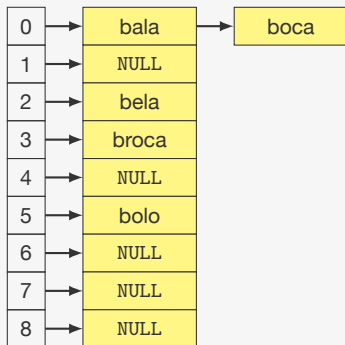 0 bala boca
1 NULL
2 bela
3 broca
4 NULL
5 bolo
6 NULL
7 NULL
8 NULL